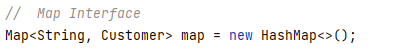 //  Map Interface
Map<String, Customer> map = new HashMap<>();